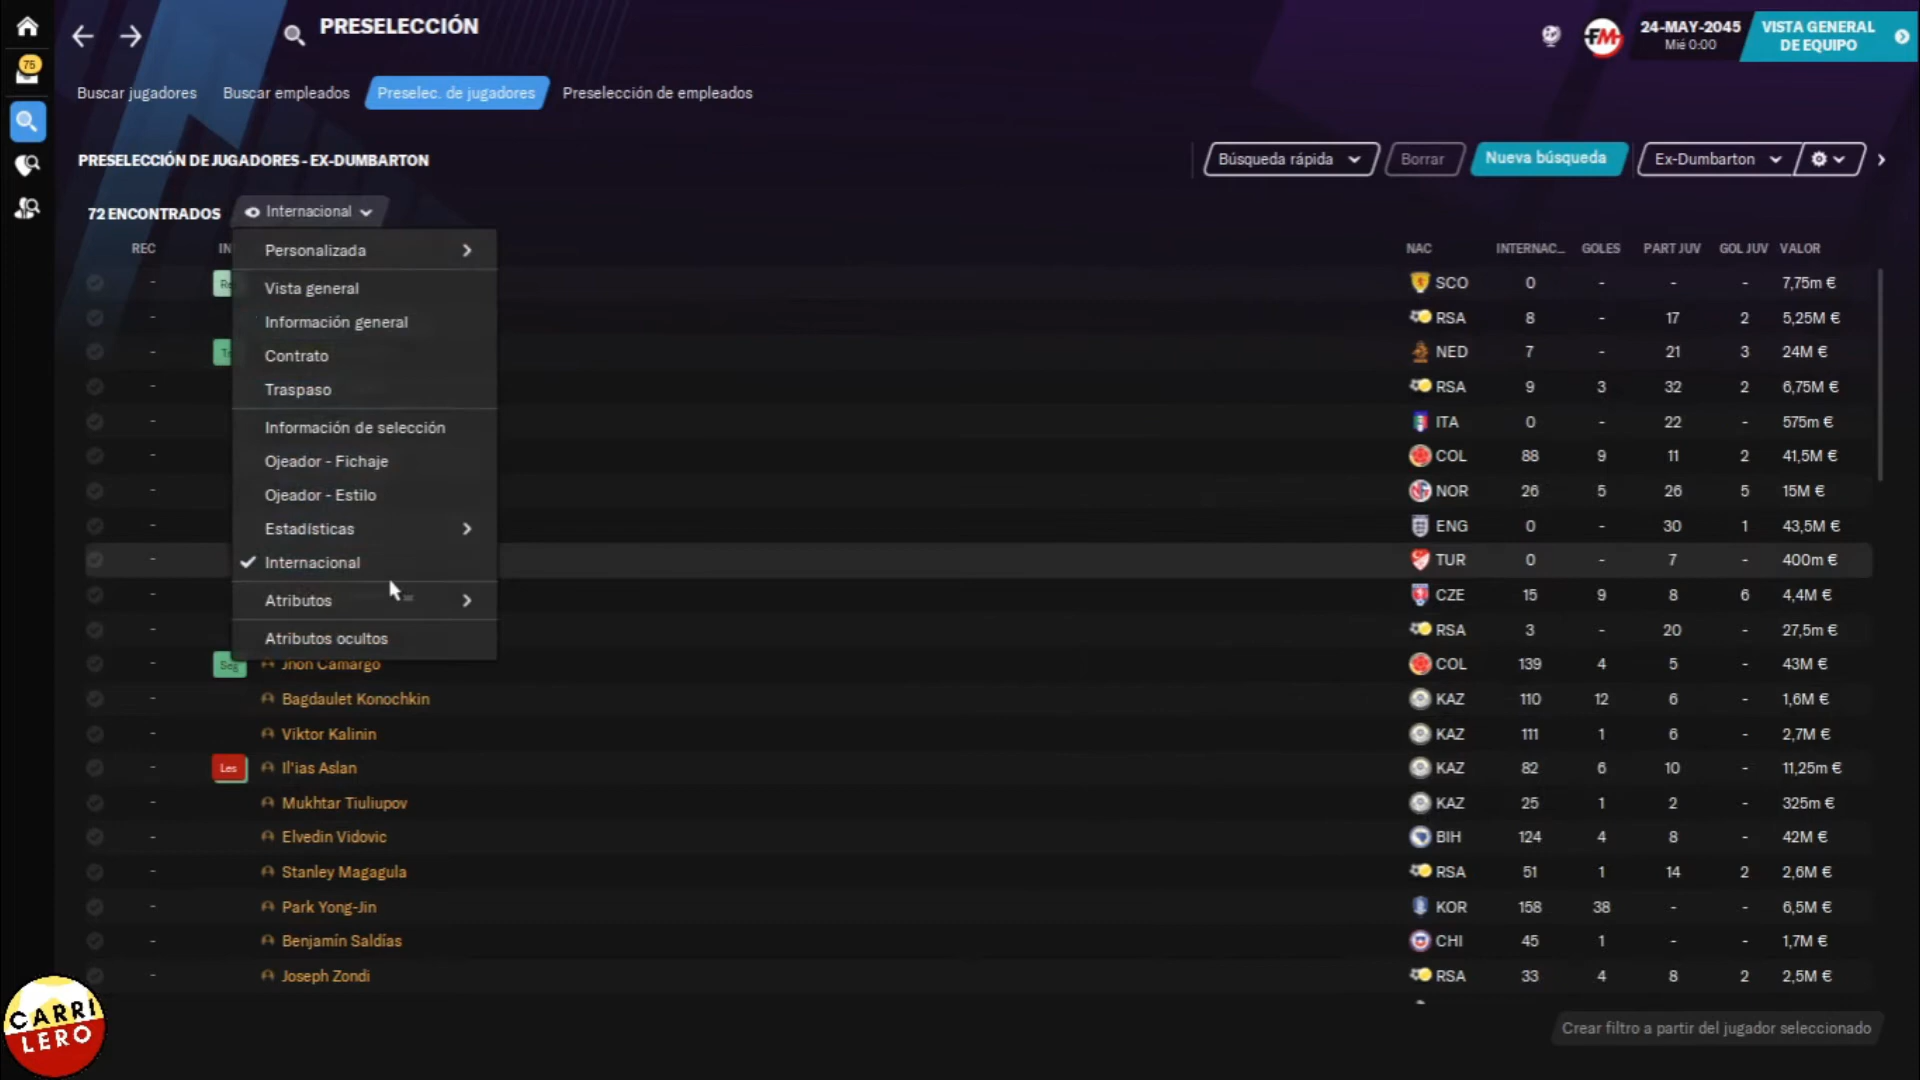 PRESELECCIÓN
24-MAY-2045
Mié 0:00
VISTA GENERAL
DE EQUIPO
75
Buscar jugadores Buscar empleados Preselec. de jugadores Preselección de empleados
PRESELECCIÓN DE JUGADORES - EX-DUMBARTON
Búsqueda rápida Borrar Nueva búsqueda Ex-Dumbarton
72 ENCONTRADOS Internacional
REC IN NAC INTERNAC... GOLES PART JUV GOL JUV VALOR
Personalizada
Vista general
Información general
Contrato
Traspaso
Información de selección
Ojeador - Fichaje
Ojeador - Estilo
Estadísticas
Internacional
Atributos
Atributos ocultos
- Re SCO 0 - - - 7,75m €
- RSA 8 - 17 2 5,25M €
- NED 7 - 21 3 24M €
- RSA 9 3 32 2 6,75M €
- ITA 0 - 22 - 575m €
- COL 88 9 11 2 41,5M €
- NOR 26 5 26 5 15M €
- ENG 0 - 30 1 43,5M €
- TUR 0 - 7 - 400m €
- CZE 15 9 8 6 4,4M €
- RSA 3 - 20 - 27,5m €
- Seg Jhon Camargo COL 139 4 5 - 43M €
- Bagdaulet Konochkin KAZ 110 12 6 - 1,6M €
- Viktor Kalinin KAZ 111 1 6 - 2,7M €
- Les Il'ias Aslan KAZ 82 6 10 - 11,25m €
- Mukhtar Tiuliupov KAZ 25 1 2 - 325m €
- Elvedin Vidovic BIH 124 4 8 - 42M €
- Stanley Magagula RSA 51 1 14 2 2,6M €
- Park Yong-Jin KOR 158 38 - - 6,5M €
- Benjamín Saldías CHI 45 1 - - 1,7M €
- Joseph Zondi RSA 33 4 8 2 2,5M €
Crear filtro a partir del jugador seleccionado
CARRI
LERO